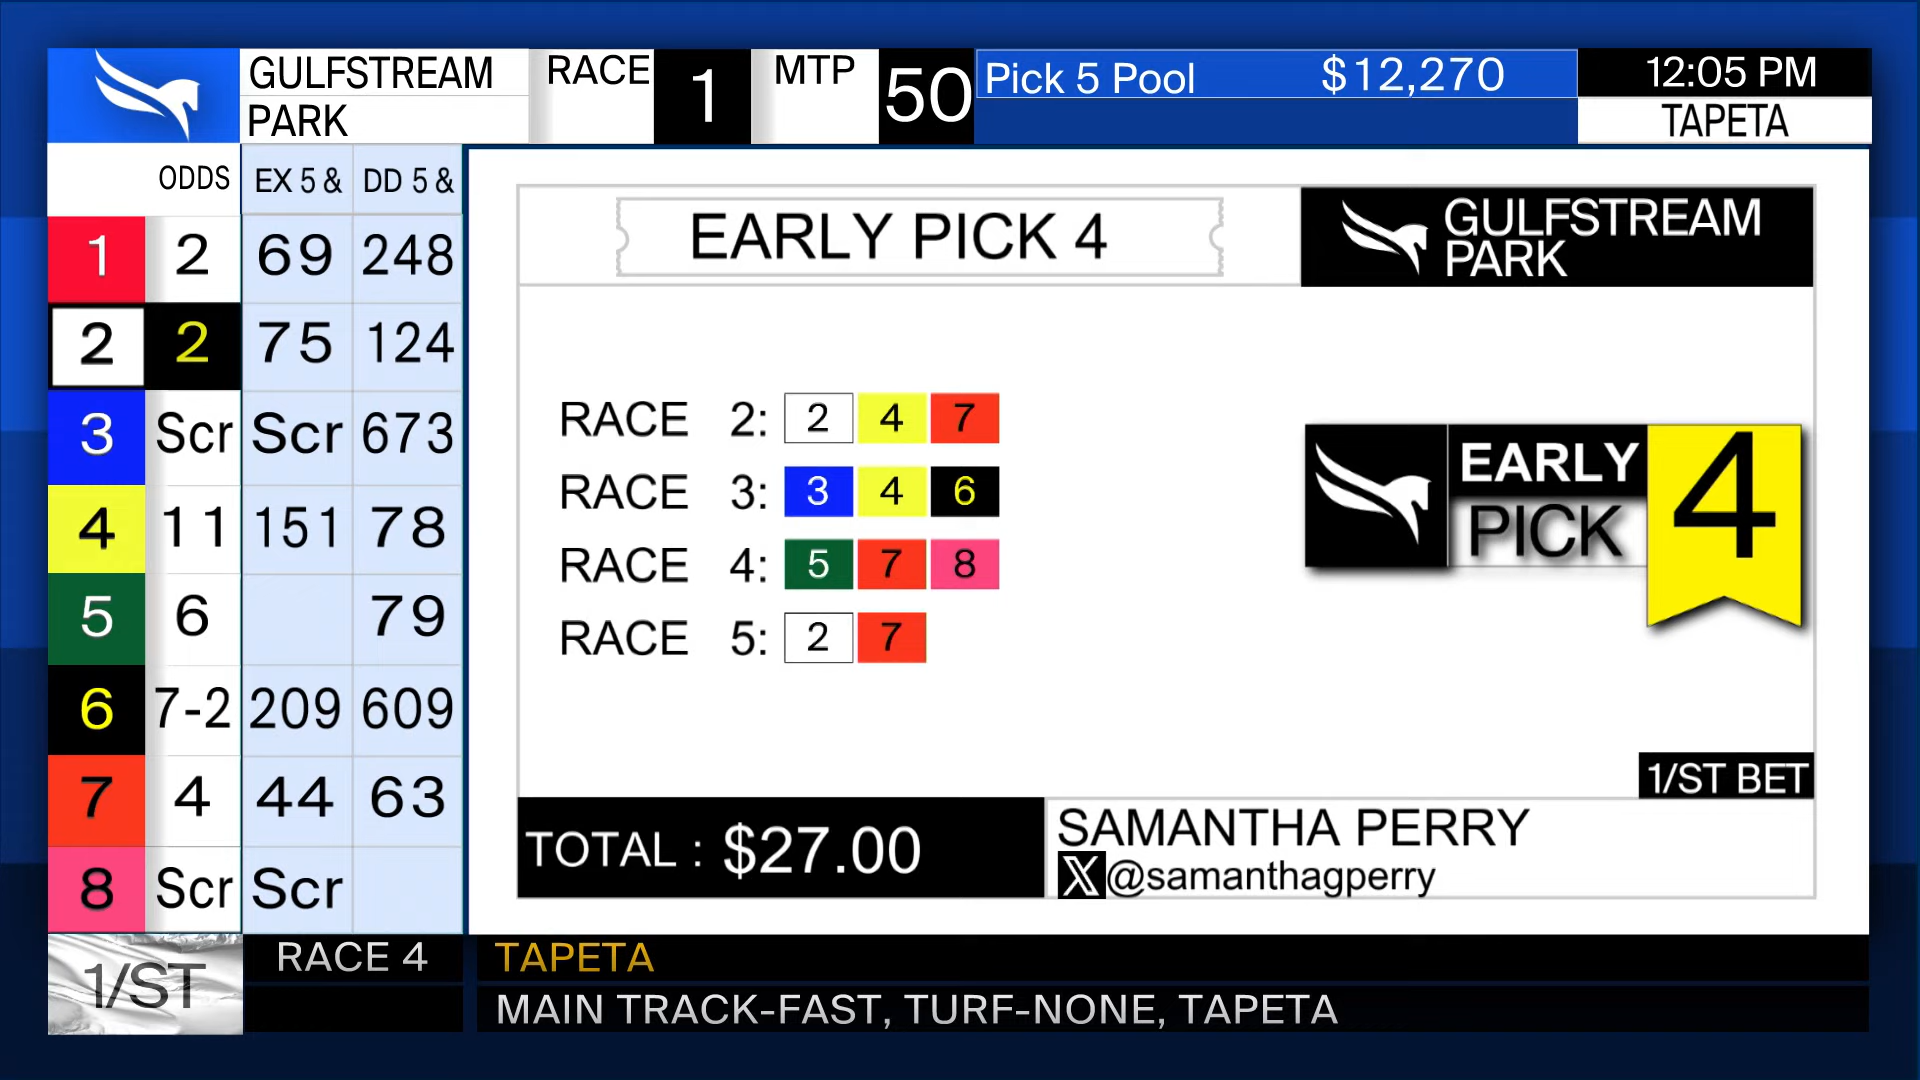 GULFSTREAM
PARK
RACE 1 MTP 50
Pick 5 Pool $12,270
12:05 PM
TAPETA
ODDS EX 5 & DD 5 &
1 2 69 248
2 2 75 124
3 Scr Scr 673
4 11 151 78
5 6 79
6 7-2 209 609
7 4 44 63
8 Scr Scr
EARLY PICK 4
GULFSTREAM
PARK
RACE 2: 2 4 7
RACE 3: 3 4 6
RACE 4: 5 7 8
RACE 5: 2 7
EARLY
PICK
4
1/ST BET
TOTAL : $27.00
SAMANTHA PERRY
X@samanthagperry
1/ST
RACE 4
TAPETA
MAIN TRACK-FAST, TURF-NONE, TAPETA